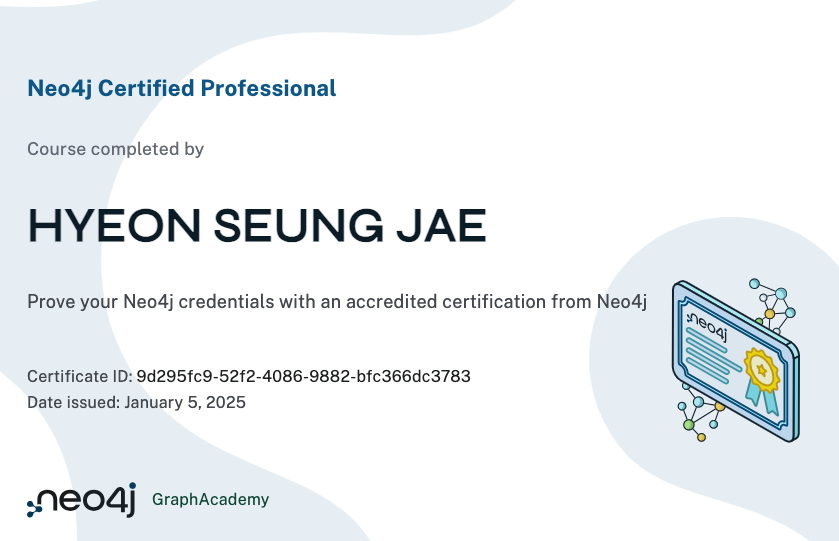 Neo4j Certified Professional
Course completed by
HYEON SEUNG JAE
Prove your Neo4j credentials with an accredited certification from Neo4j
neo4j
Certificate ID: 9d295fc9-52f2-4086-9882-bfc366dc3783
Date issued: January 5, 2025
neo4j GraphAcademy